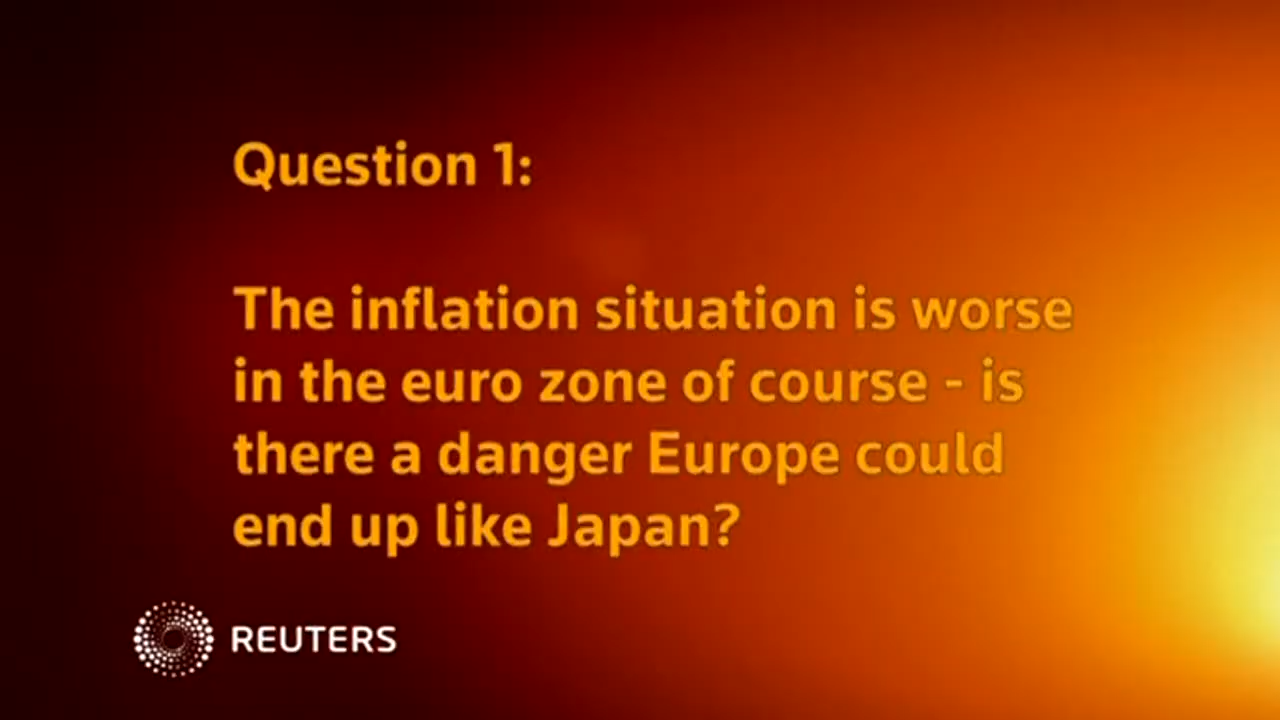 Question 1:
The inflation situation is worse
in the euro zone of course - is
there a danger Europe could
end up like Japan?
REUTERS